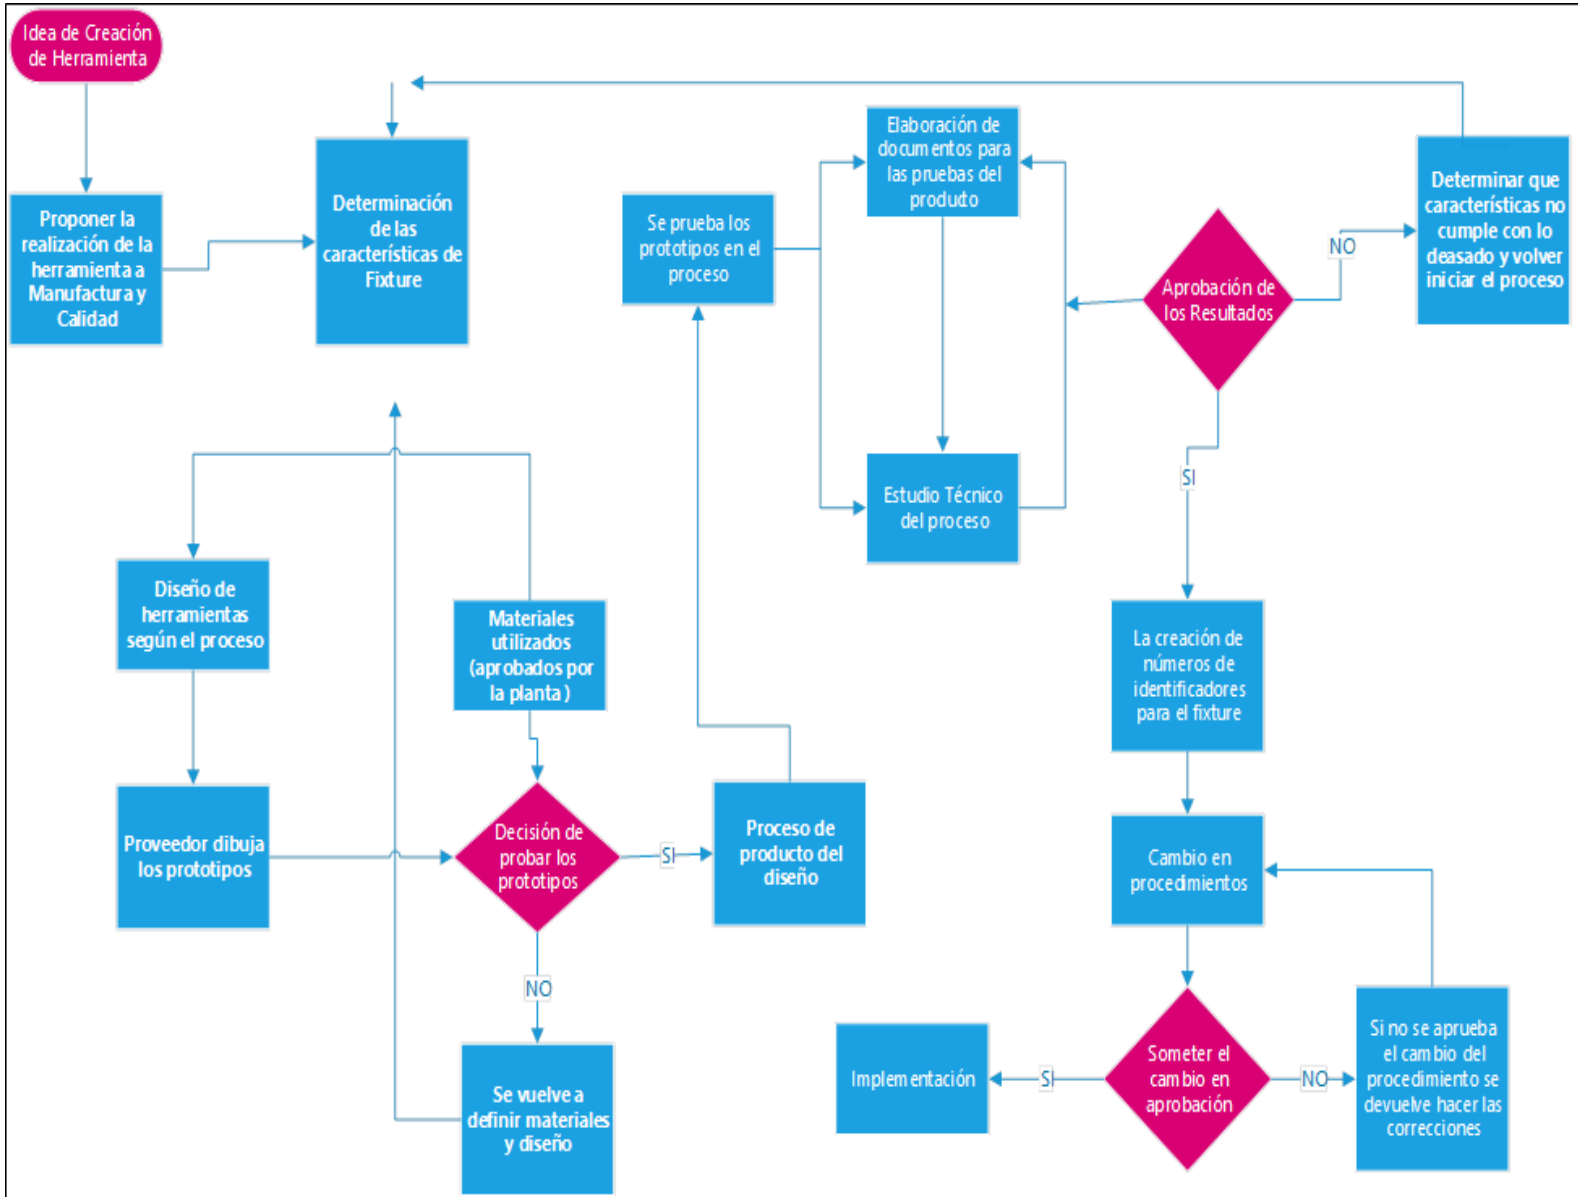 Idea de Creación
de Herramienta
Proponer la
realización de la
herramienta a
Manufactura y
Calidad
Determinación
de las
características de
Fixture
Se prueba los
prototipos en el
proceso
Elaboración de
documentos para
las pruebas del
produto
Estudio Técnico
del proceso
Aprobación de
los Resultados
NO
Determinar que
características no
cumple con lo
deasado y volver
iniciar el proceso
SI
La creación de
números de
identificadores
para el fixture
Cambio en
procedimientos
Someter el
cambio en
aprobación
SI
Implementación
NO
Si no se aprueba
el cambio del
procedimiento se
devuelve hacer las
correcciones
Diseño de
herramientas
según el proceso
Materiales
utilizados
(aprobados por
la planta )
Proveedor dibuja
los prototipos
Decisión de
probar los
prototipos
SI
Proceso de
producto del
diseño
NO
Se vuelve a
definir materiales
y diseño